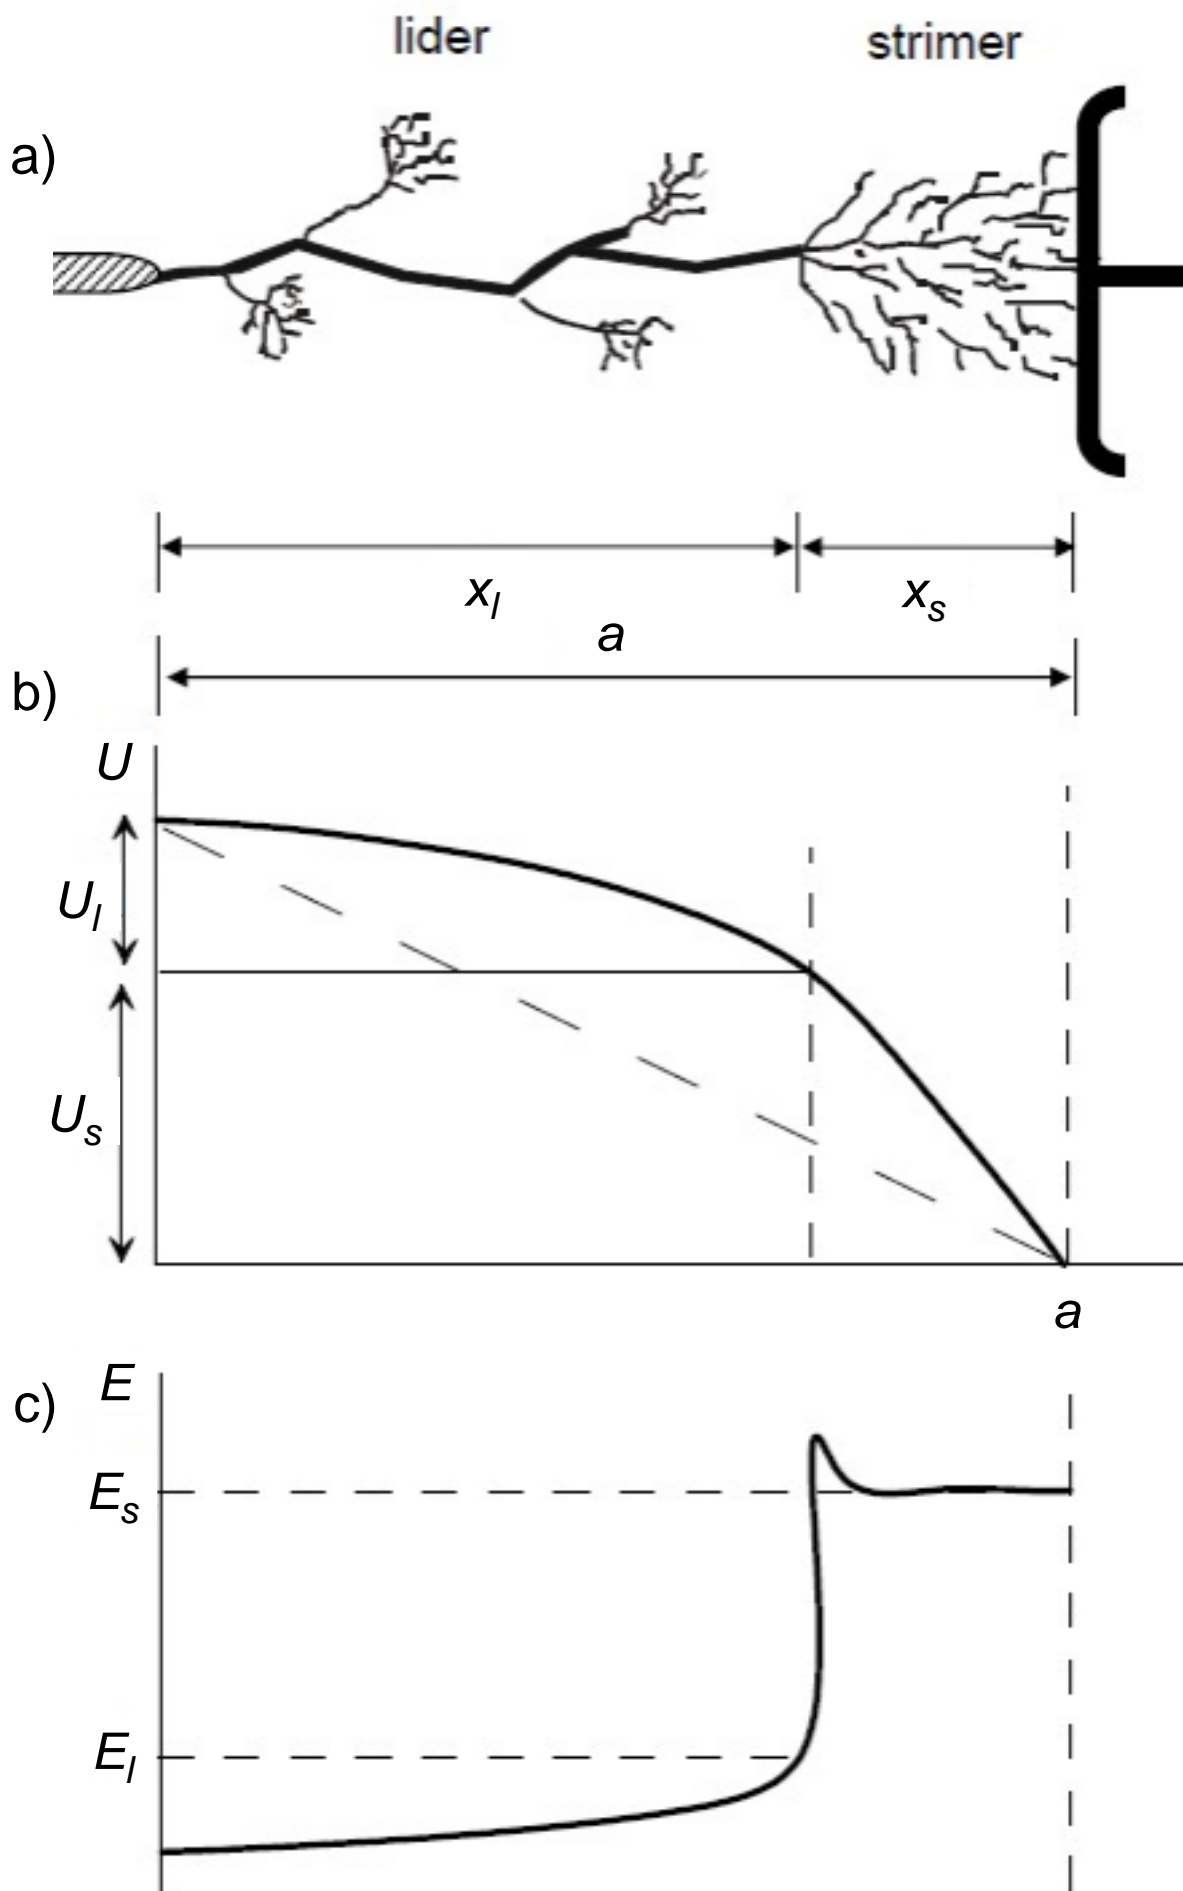 lider
strimer
a)
x_l
x_s
a
b)
U
U_l
U_s
a
c)
E
E_s
E_l